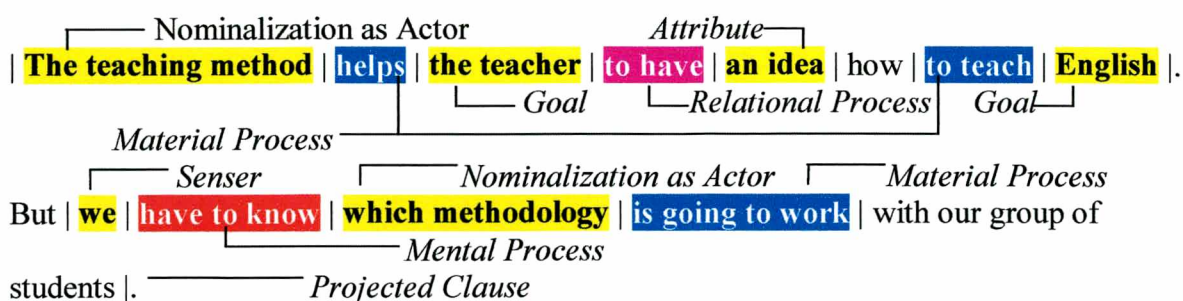 Nominalization as Actor Attribute
| The teaching method | helps | the teacher | to have | an idea | how | to teach | English |.
Goal Relational Process Goal
Material Process
Senser Nominalization as Actor Material Process
But | we | have to know | which methodology | is going to work | with our group of
Mental Process
students |. Projected Clause